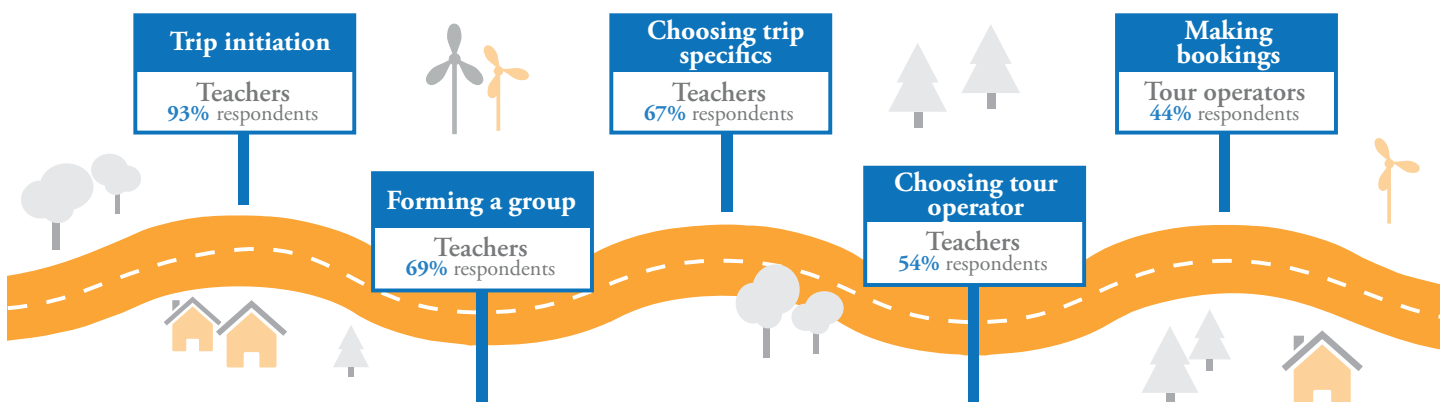 Trip initiation
Teachers
93% respondents
Forming a group
Teachers
69% respondents
Choosing trip
specifics
Teachers
67% respondents
Choosing tour
operator
Teachers
54% respondents
Making
bookings
Tour operators
44% respondents